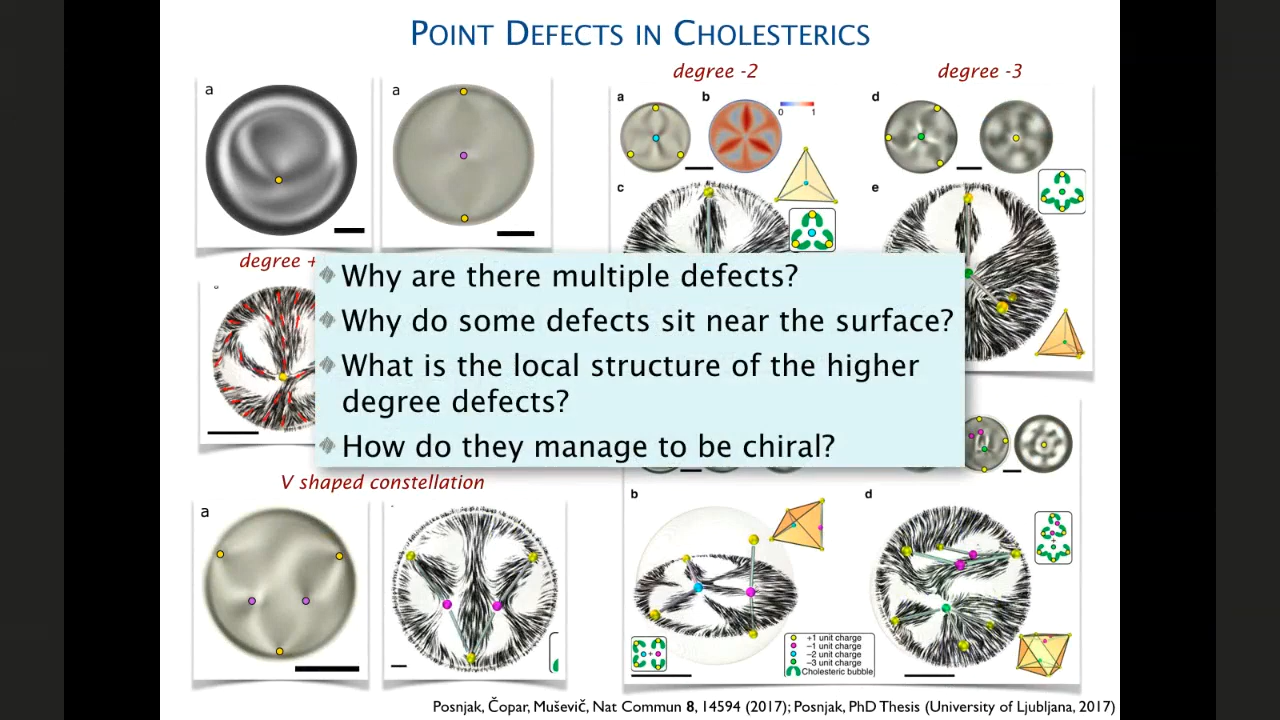 POINT DEFECTS IN CHOLESTERICS
degree -2
degree -3
a
a
a
b
0
1
d
c
e
degree +
Why are there multiple defects?
Why do some defects sit near the surface?
What is the local structure of the higher
degree defects?
How do they manage to be chiral?
V shaped constellation
a
b
d
+1 unit charge
−1 unit charge
−2 unit charge
−3 unit charge
Cholesteric bubble
Posnjak, Čopar, Muševič, Nat Commun 8, 14594 (2017); Posnjak, PhD Thesis (University of Ljubljana, 2017)